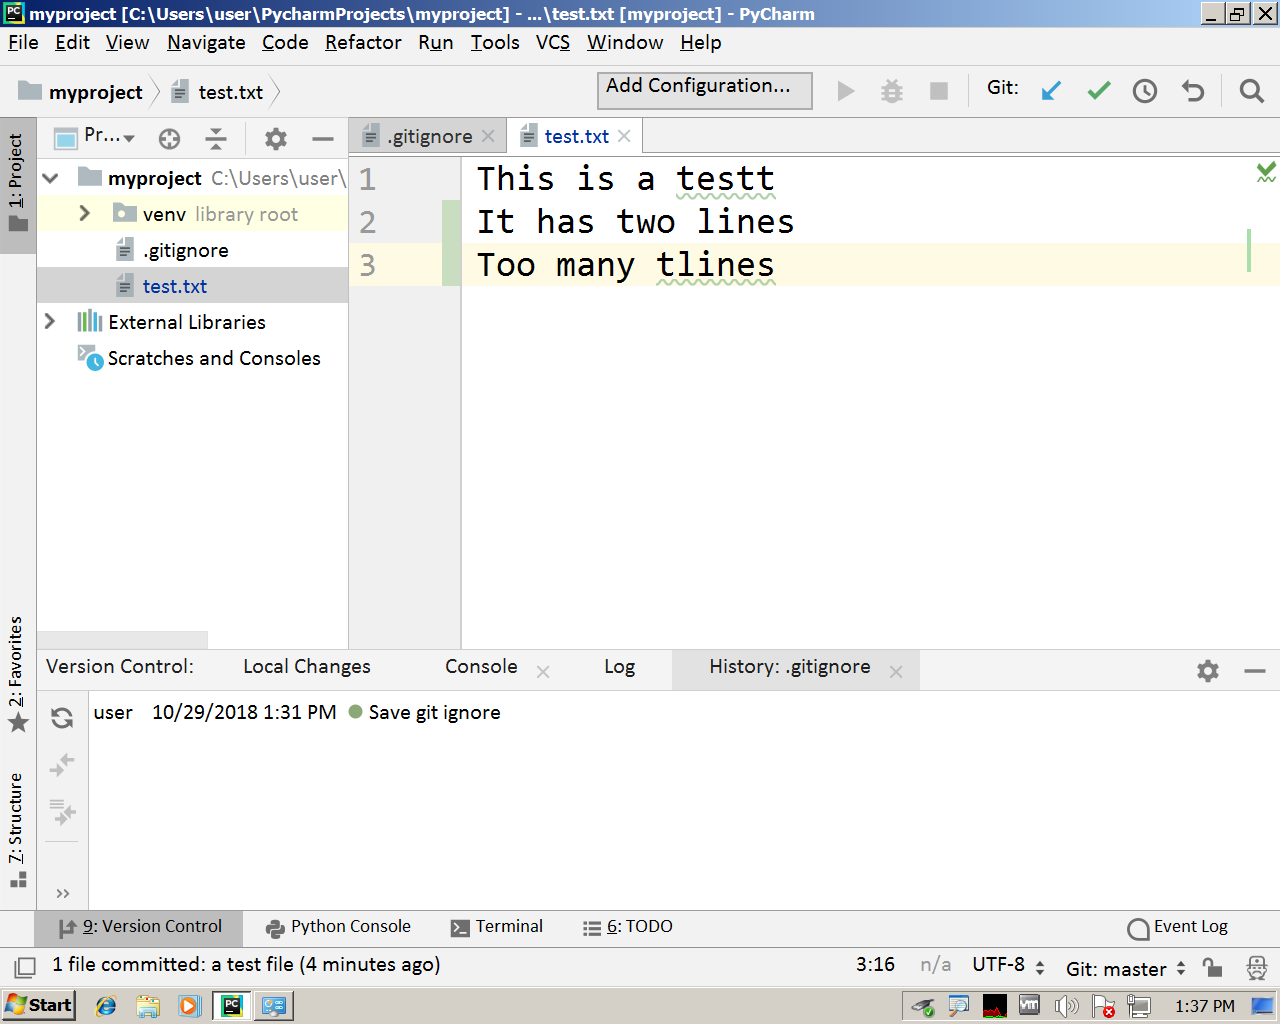 myproject [C:\Users\user\PycharmProjects\myproject] - ...\test.txt [myproject] - PyCharm
File Edit View Navigate Code Refactor Run Tools VCS Window Help
myproject test.txt Add Configuration... Git:
1: Project
Pr...
.gitignore test.txt
myproject C:\Users\user\
venv library root
.gitignore
test.txt
External Libraries
Scratches and Consoles
1 This is a testt
2 It has two lines
3 Too many tlines
2: Favorites
7: Structure
Version Control: Local Changes Console Log History: .gitignore
user 10/29/2018 1:31 PM Save git ignore
9: Version Control Python Console Terminal 6: TODO Event Log
1 file committed: a test file (4 minutes ago) 3:16 n/a UTF-8 Git: master
Start 1:37 PM